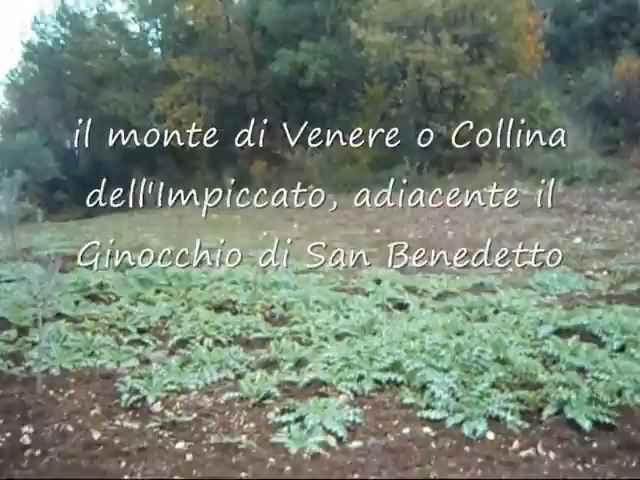 il monte di Venere o Collina
dell'Impiccato, adiacente il
Ginocchio di San Benedetto